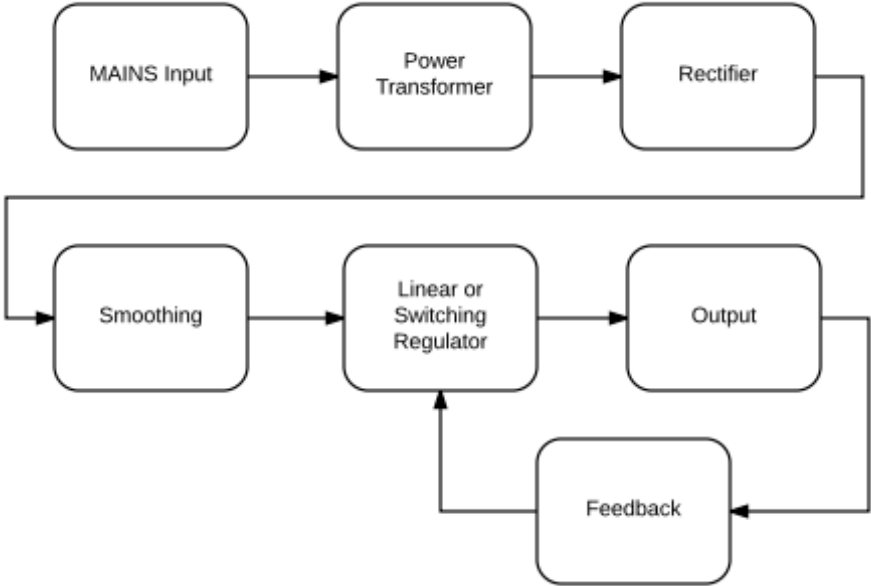 MAINS Input
Power
Transformer
Rectifier
Smoothing
Linear or
Switching
Regulator
Output
Feedback